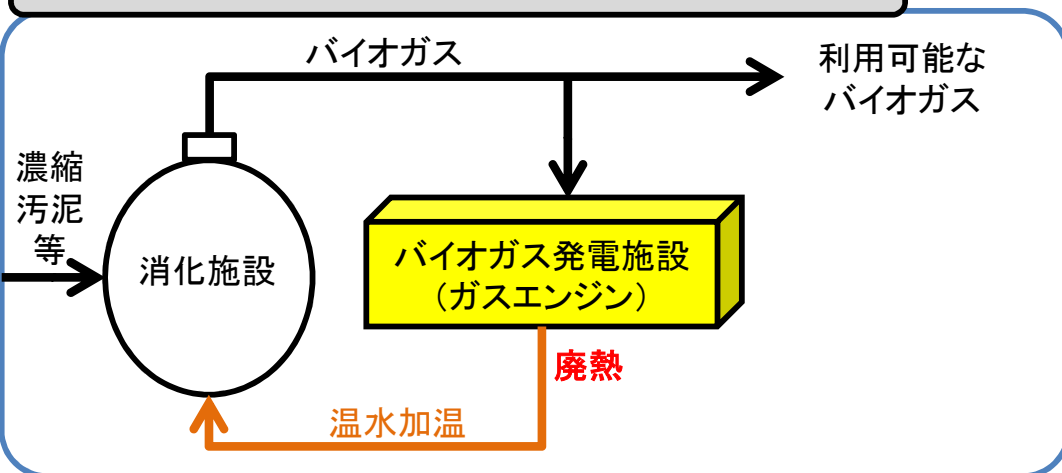 バイオガス
利用可能な
バイオガス
濃縮
汚泥
等
消化施設
バイオガス発電施設
（ガスエンジン）
廃熱
温水加温